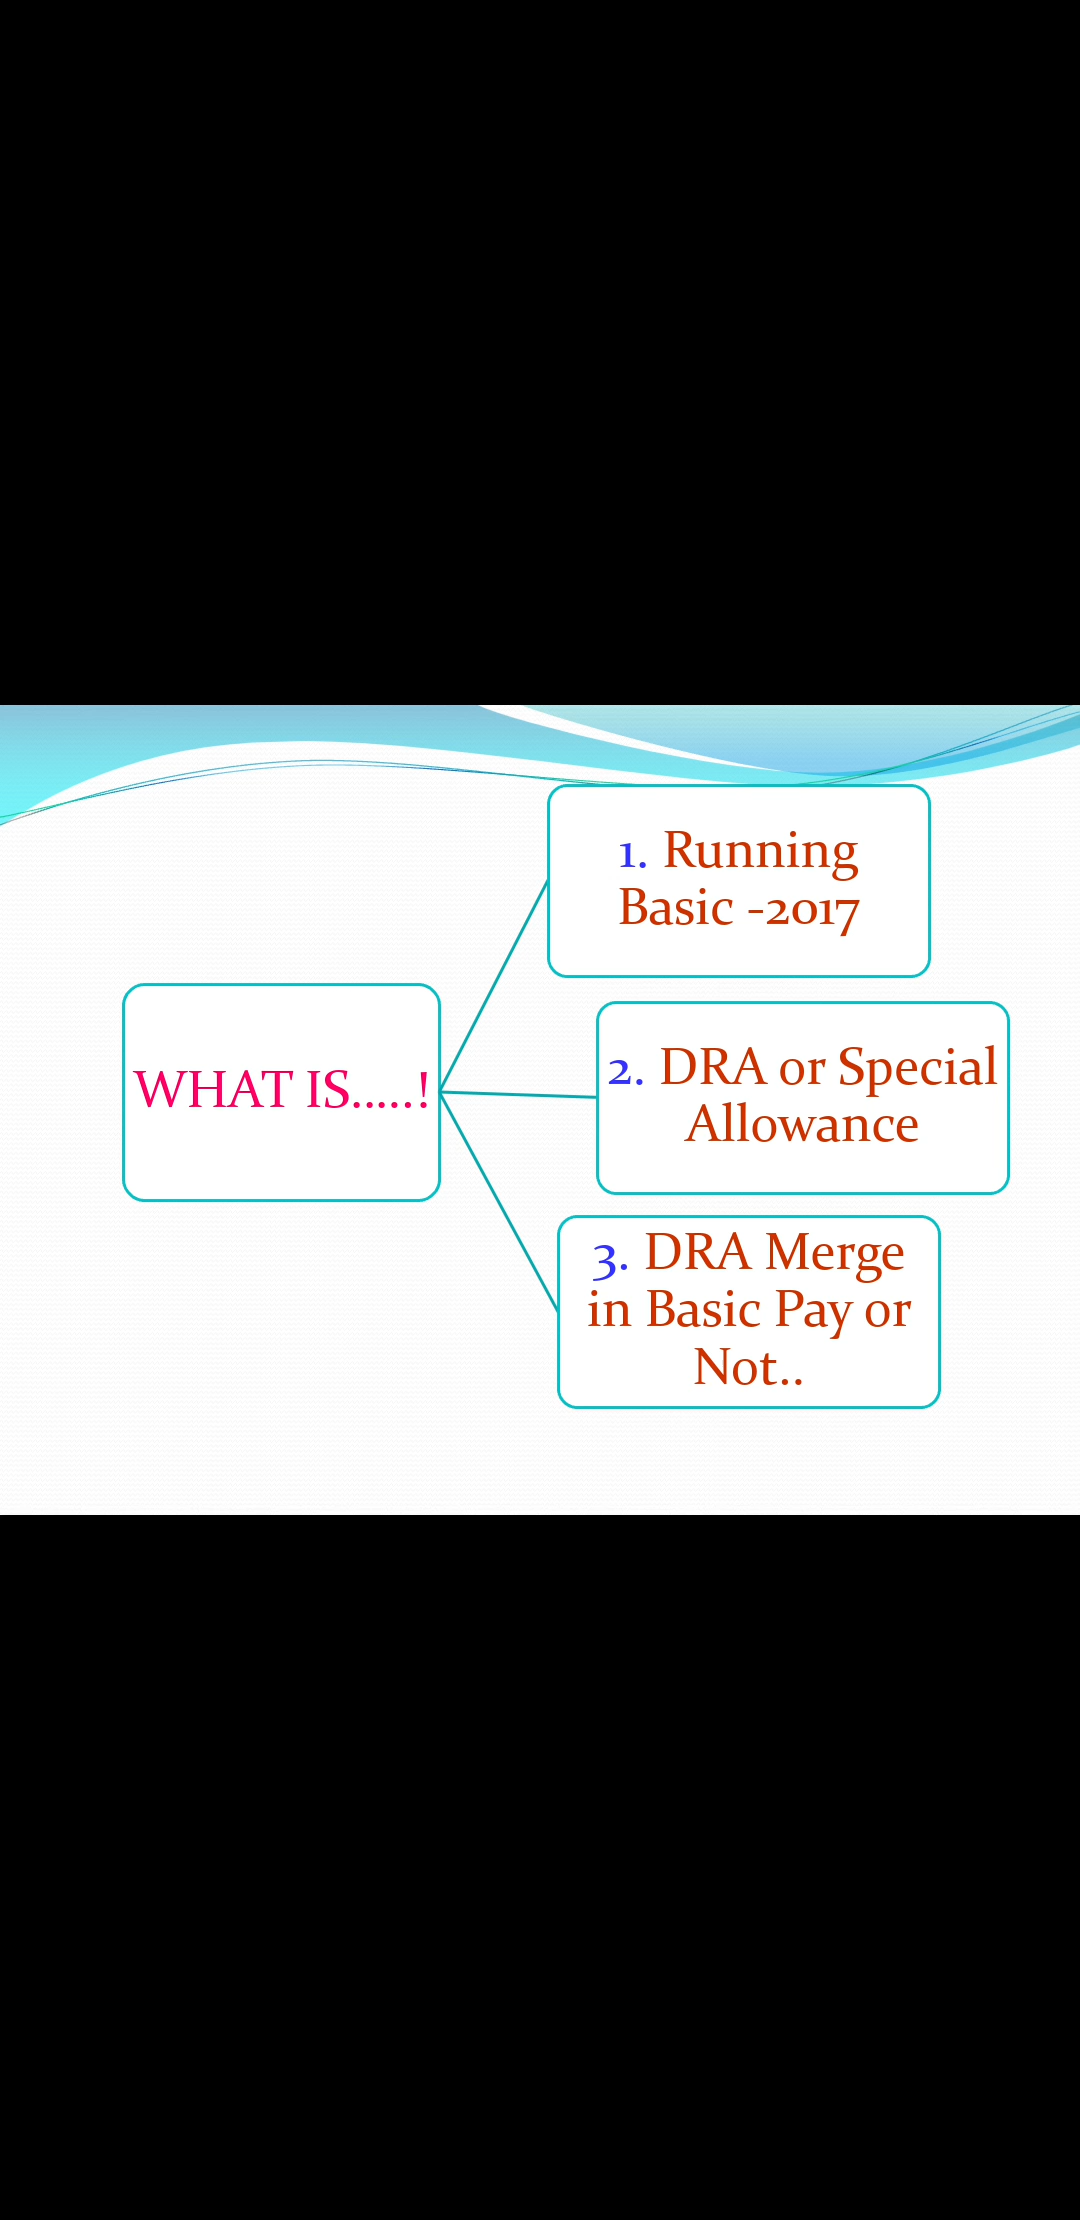 WHAT IS.....!
1. Running
Basic -2017
2. DRA or Special
Allowance
3. DRA Merge
in Basic Pay or
Not..